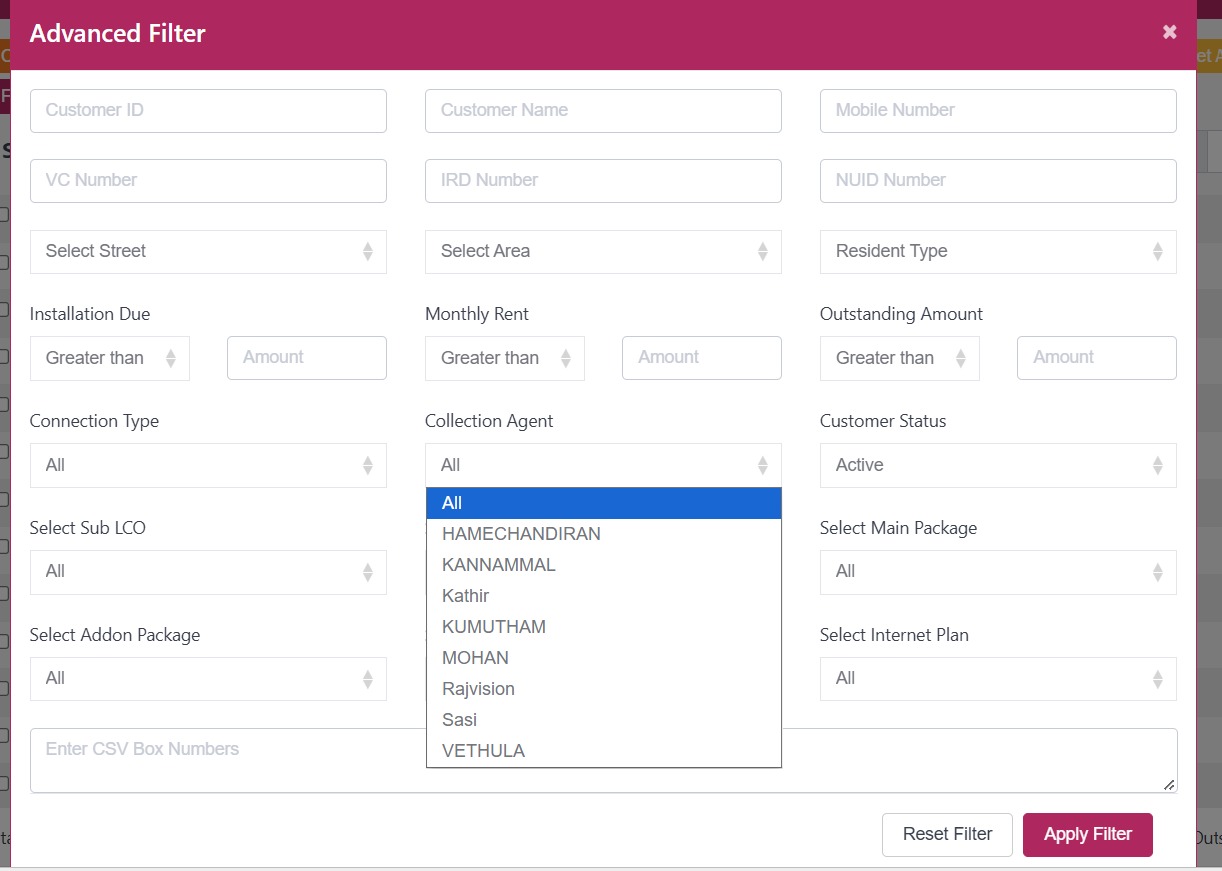 Advanced Filter
Customer ID
Customer Name
Mobile Number
VC Number
IRD Number
NUID Number
Select Street
Select Area
Resident Type
Installation Due
Monthly Rent
Outstanding Amount
Greater than
Amount
Greater than
Amount
Greater than
Amount
Connection Type
Collection Agent
Customer Status
All
All
Active
All
HAMECHANDIRAN
KANNAMMAL
Kathir
KUMUTHAM
MOHAN
Rajvision
Sasi
VETHULA
Select Sub LCO
Select Main Package
All
All
Select Addon Package
Select Internet Plan
All
All
Enter CSV Box Numbers
Reset Filter
Apply Filter